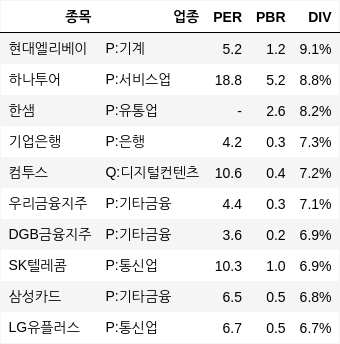 종목 업종 PER PBR DIV
현대엘리베이 P:기계 5.2 1.2 9.1%
하나투어 P:서비스업 18.8 5.2 8.8%
한샘 P:유통업 - 2.6 8.2%
기업은행 P:은행 4.2 0.3 7.3%
컴투스 Q:디지털컨텐츠 10.6 0.4 7.2%
우리금융지주 P:기타금융 4.4 0.3 7.1%
DGB금융지주 P:기타금융 3.6 0.2 6.9%
SK텔레콤 P:통신업 10.3 1.0 6.9%
삼성카드 P:기타금융 6.5 0.5 6.8%
LG유플러스 P:통신업 6.7 0.5 6.7%